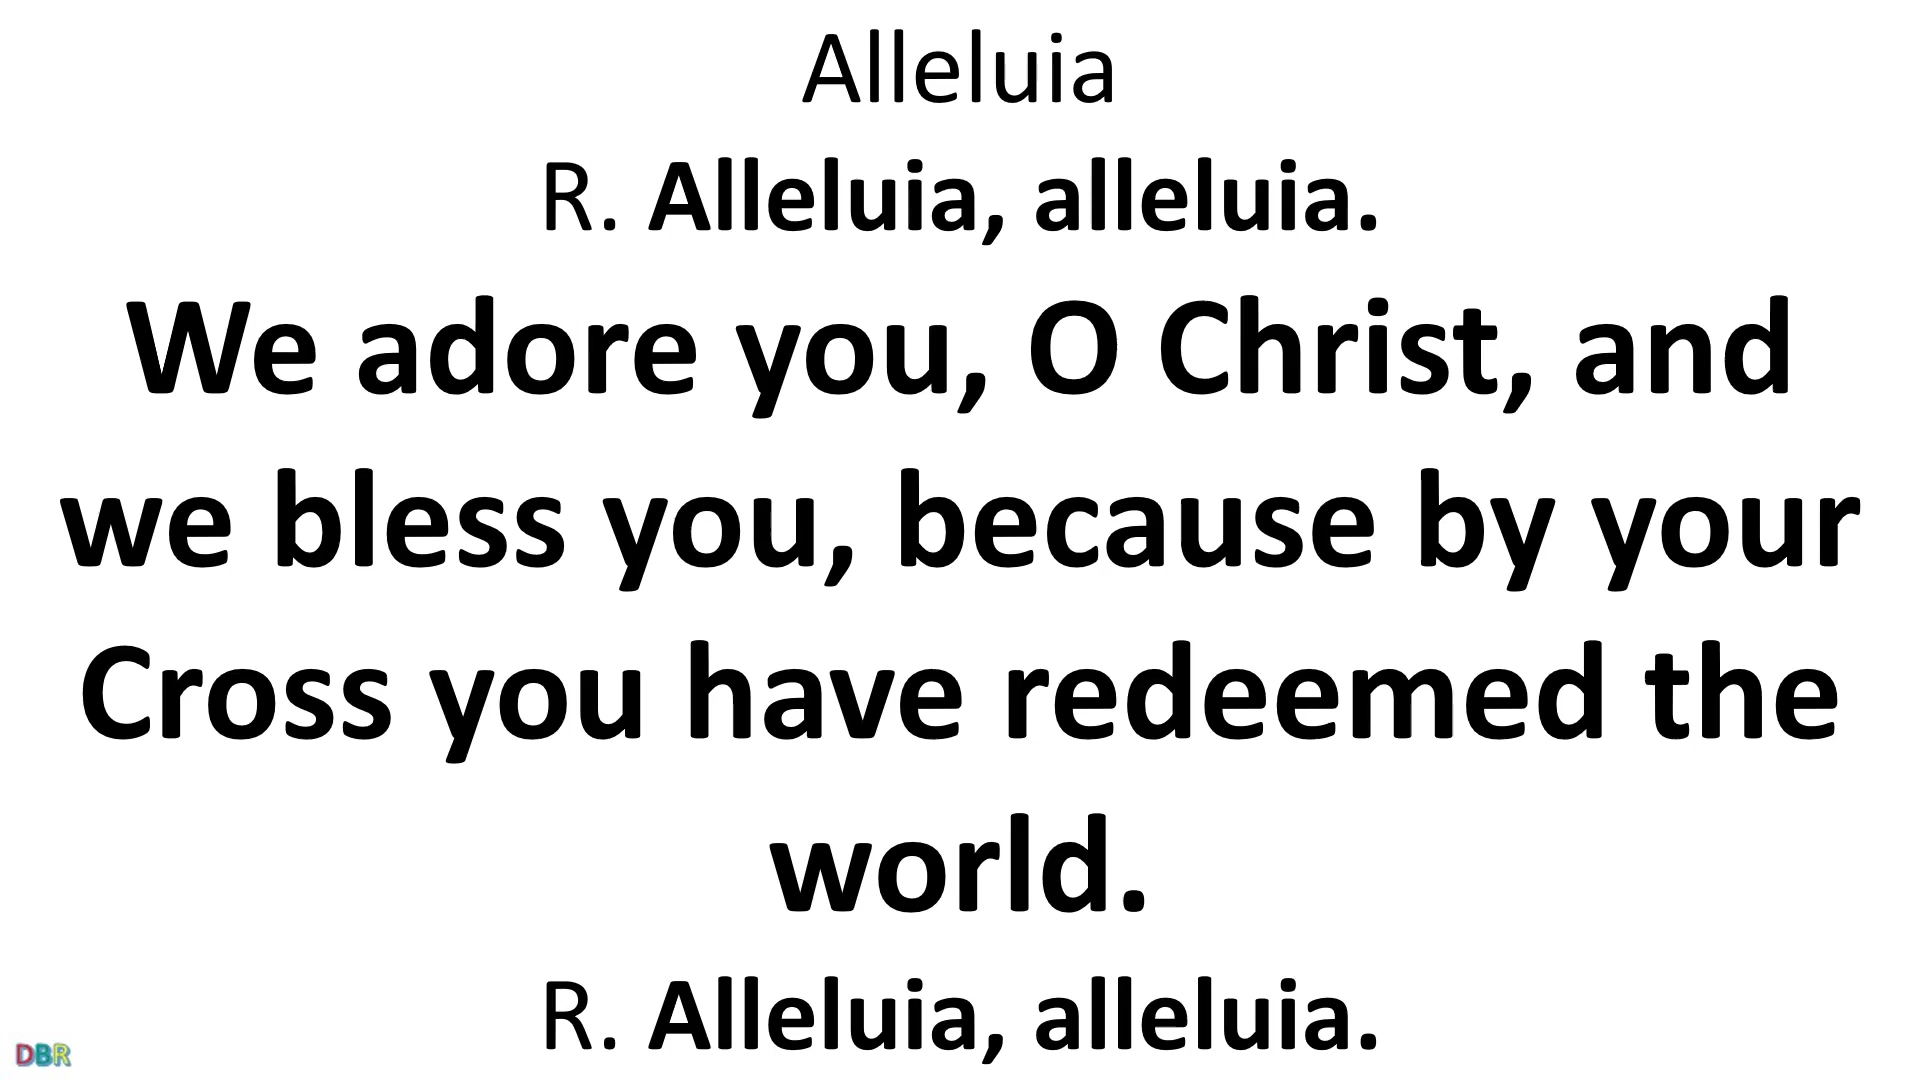 Alleluia
R. Alleluia, alleluia.
We adore you, O Christ, and
we bless you, because by your
Cross you have redeemed the
world.
R. Alleluia, alleluia.
DBR